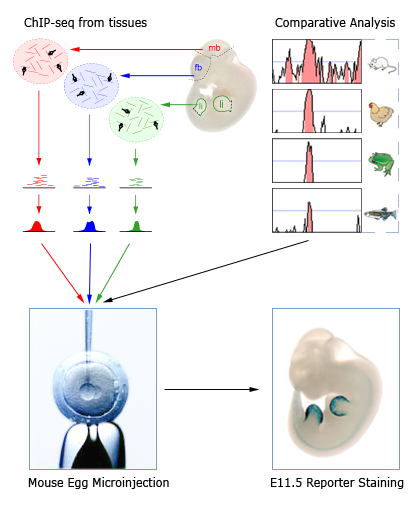 ChIP-seq from tissues
Comparative Analysis
mb
fb
li
li
Mouse Egg Microinjection
E11.5 Reporter Staining